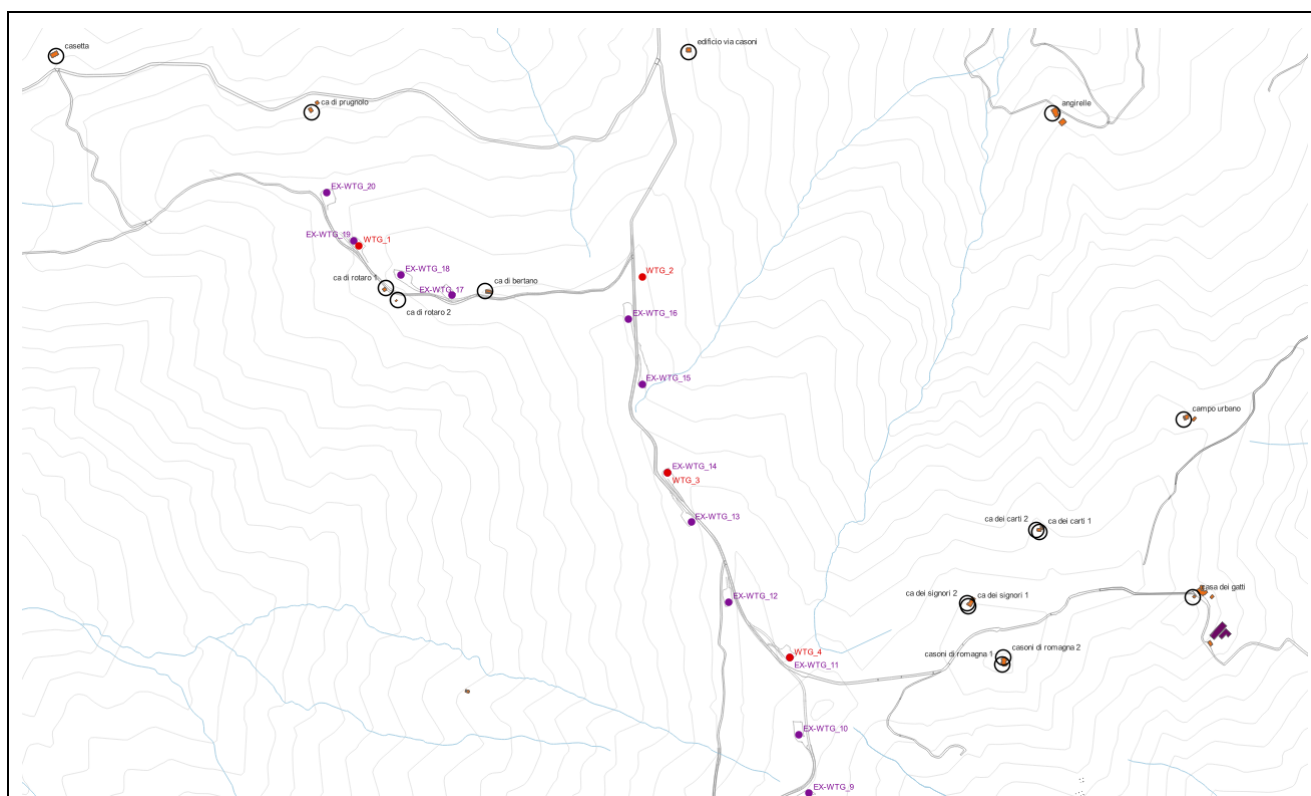 casetta
edificio via casoni
ca di prugnolo
angirelle
EX-WTG_20
EX-WTG_19
WTG_1
EX-WTG_18
WTG_2
ca di rotaro 1
EX-WTG_17
ca di bertano
ca di rotaro 2
EX-WTG_16
EX-WTG_15
campo urbano
EX-WTG_14
WTG_3
EX-WTG_13
ca dei carti 2
ca dei carti 1
casa dei gatti
EX-WTG_12
ca dei signori 2
ca dei signori 1
casoni di romagna 2
casoni di romagna 1
WTG_4
EX-WTG_11
EX-WTG_10
EX-WTG_9